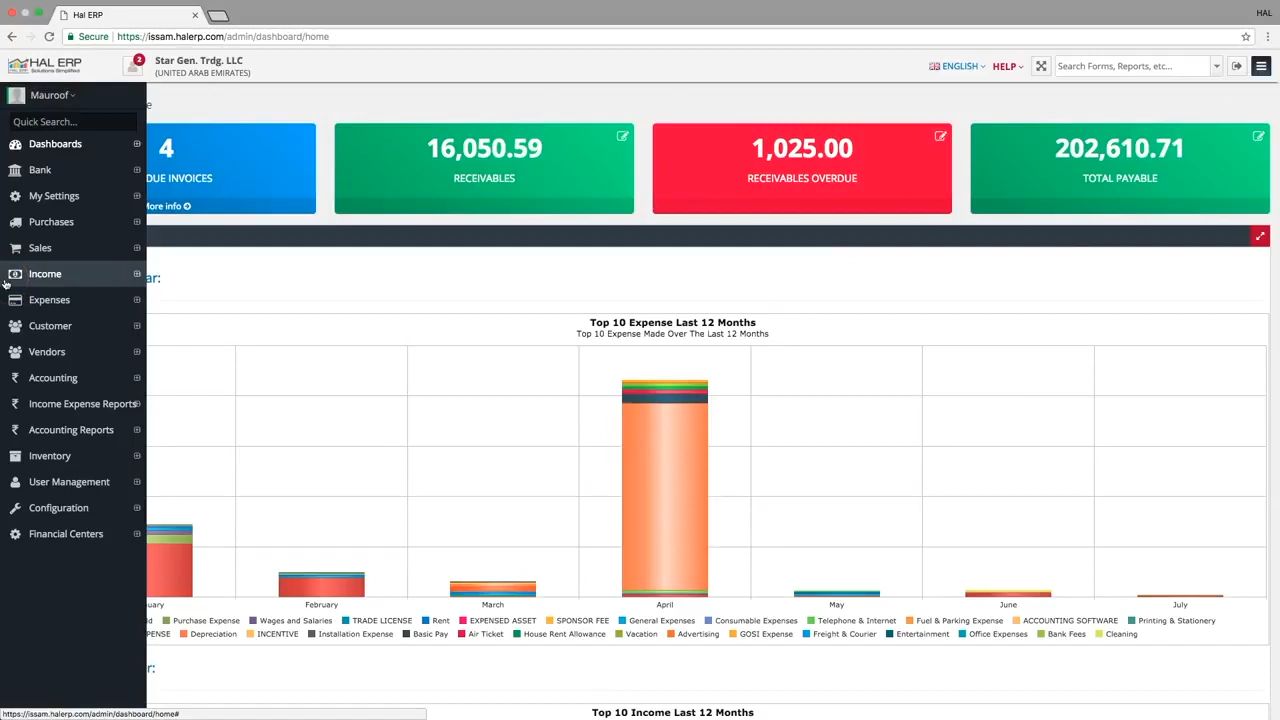 Hal ERP
HAL
Secure
https://issam.halerp.com/admin/dashboard/home
HAL ERP
Solutions Simplified
2
Star Gen. Trdg. LLC
(UNITED ARAB EMIRATES)
ENGLISH
HELP
Search Forms, Reports, etc...
Mauroof
Quick Search...
Dashboards
Bank
My Settings
Purchases
Sales
Income
Expenses
Customer
Vendors
Accounting
Income Expense Reports
Accounting Reports
Inventory
User Management
Configuration
Financial Centers
e
4
DUE INVOICES
More info
16,050.59
RECEIVABLES
1,025.00
RECEIVABLES OVERDUE
202,610.71
TOTAL PAYABLE
ar:
Top 10 Expense Last 12 Months
Top 10 Expense Made Over The Last 12 Months
uary February March April May June July
ld Purchase Expense Wages and Salaries TRADE LICENSE Rent EXPENSED ASSET SPONSOR FEE General Expenses Consumable Expenses Telephone & Internet Fuel & Parking Expense ACCOUNTING SOFTWARE Printing & Stationery
PENSE Depreciation INCENTIVE Installation Expense Basic Pay Air Ticket House Rent Allowance Vacation Advertising GOSI Expense Freight & Courier Entertainment Office Expenses Bank Fees Cleaning
r:
Top 10 Income Last 12 Months
https://issam.halerp.com/admin/dashboard/home#